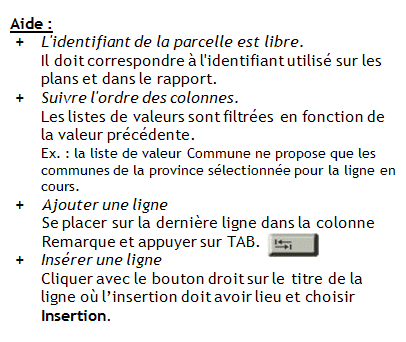 Aide :
+ L'identifiant de la parcelle est libre.
Il doit correspondre à l'identifiant utilisé sur les
plans et dans le rapport.
+ Suivre l'ordre des colonnes.
Les listes de valeurs sont filtrées en fonction de
la valeur précédente.
Ex. : la liste de valeur Commune ne propose que les
communes de la province sélectionnée pour la ligne en
cours.
+ Ajouter une ligne
Se placer sur la dernière ligne dans la colonne
Remarque et appuyer sur TAB.
+ Insérer une ligne
Cliquer avec le bouton droit sur le titre de la
ligne où l’insertion doit avoir lieu et choisir
Insertion.